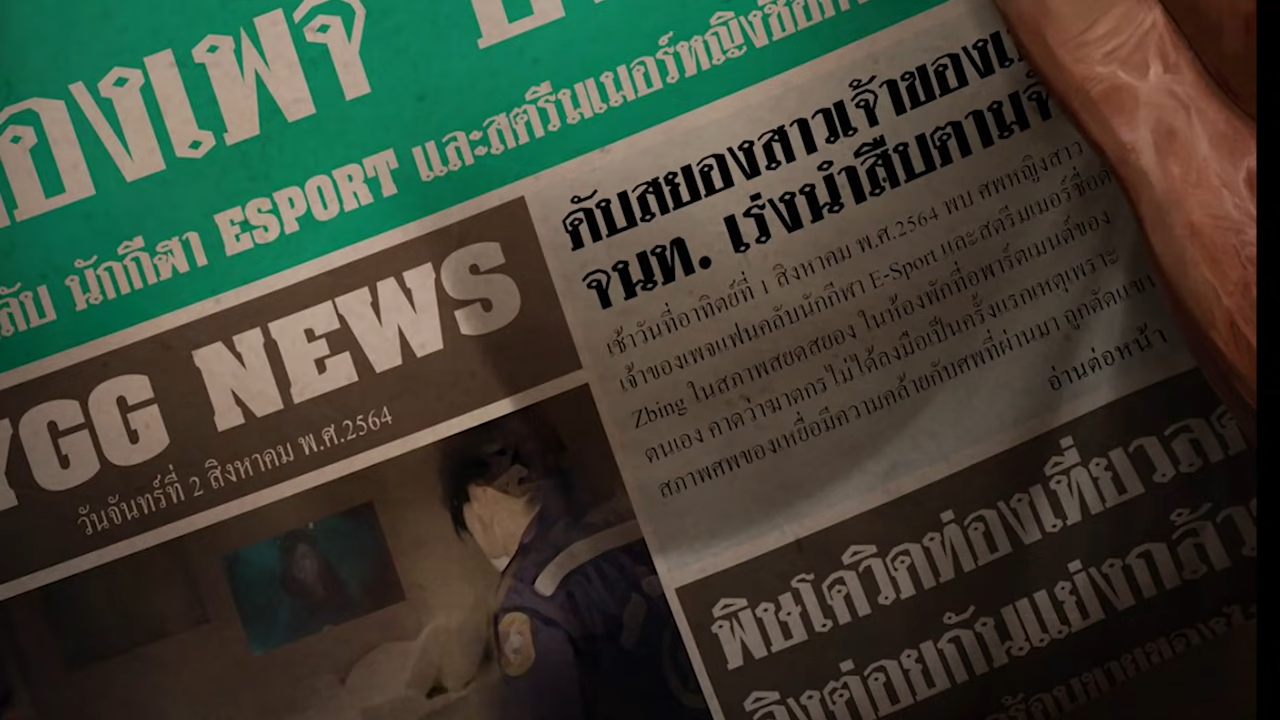 องเพจ
ลับ นักกีฬา ESPORT และสตรีมเมอร์หญิงชื่อ
YGG NEWS
วันจันทร์ที่ 2 สิงหาคม พ.ศ.2564
ดับสยองสาวเจ้าของเ
จนท. เร่งนำสืบตามจั
เช้าวันที่อาทิตย์ที่ 1 สิงหาคม พ.ศ.2564 พบ ศพหญิงสาว
เจ้าของเพจแฟนคลับนักกีฬา E-Sport และสตรีมเมอร์ชื่อดัง
Zbing ในสภาพสยดสยอง ในห้องพักที่อพาร์ตเมนต์ของ
ตนเอง คาดว่าฆาตกรไม่ได้ลงมือเป็นครั้งแรกเหตุเพราะ
สภาพศพของเหยื่อมีความคล้ายกับศพที่ผ่านมา ถูกตัดแขนขา
อ่านต่อหน้า
พิษโควิดท่องเที่ยวลด
ลิงต่อยกันแย่งกล้วย